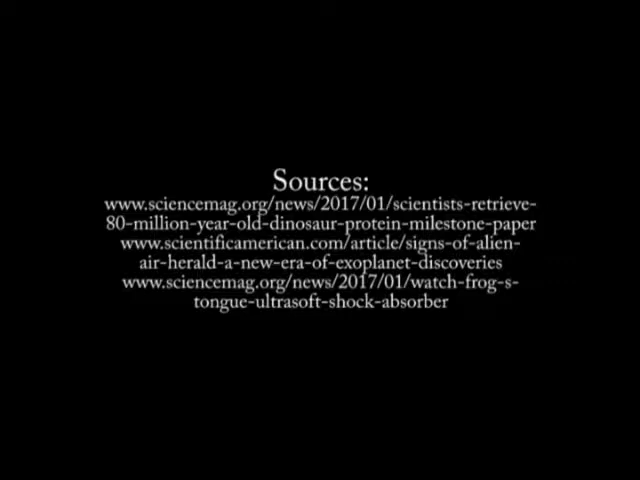 Sources:
www.sciencemag.org/news/2017/01/scientists-retrieve-
80-million-year-old-dinosaur-protein-milestone-paper
www.scientificamerican.com/article/signs-of-alien-
air-herald-a-new-era-of-exoplanet-discoveries
www.sciencemag.org/news/2017/01/watch-frog-s-
tongue-ultrasoft-shock-absorber